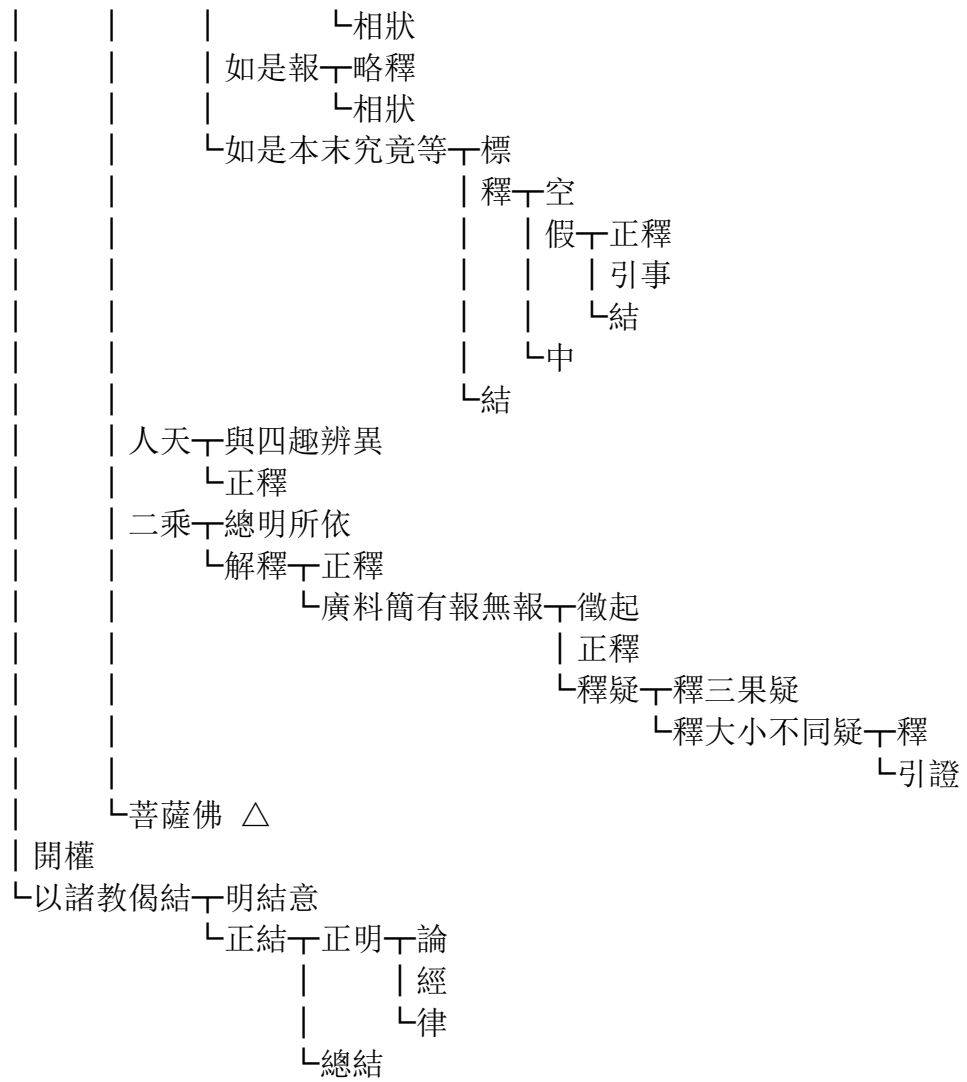 │　　│　　│　　　└相狀
│　　│　　│如是報┬略釋
│　　│　　│　　　└相狀
│　　│　　└如是本末究竟等┬標
│　　│　　　　　　　　　　│釋┬空
│　　│　　　　　　　　　　│　│假┬正釋
│　　│　　　　　　　　　　│　│　│引事
│　　│　　　　　　　　　　│　│　└結
│　　│　　　　　　　　　　│　└中
│　　│　　　　　　　　　　└結
│　　│人天┬與四趣辨異
│　　│　　└正釋
│　　│二乘┬總明所依
│　　│　　└解釋┬正釋
│　　│　　　　　└廣料簡有報無報┬徵起
│　　│　　　　　　　　　　　　　│正釋
│　　│　　　　　　　　　　　　　└釋疑┬釋三果疑
│　　│　　　　　　　　　　　　　　　　└釋大小不同疑┬釋
│　　│　　　　　　　　　　　　　　　　　　　　　　　└引證
│　　└菩薩佛 △
│開權
└以諸教偈結┬明結意
　　　　　　└正結┬正明┬論
　　　　　　　　　│　　│經
　　　　　　　　　│　　└律
　　　　　　　　　└總結